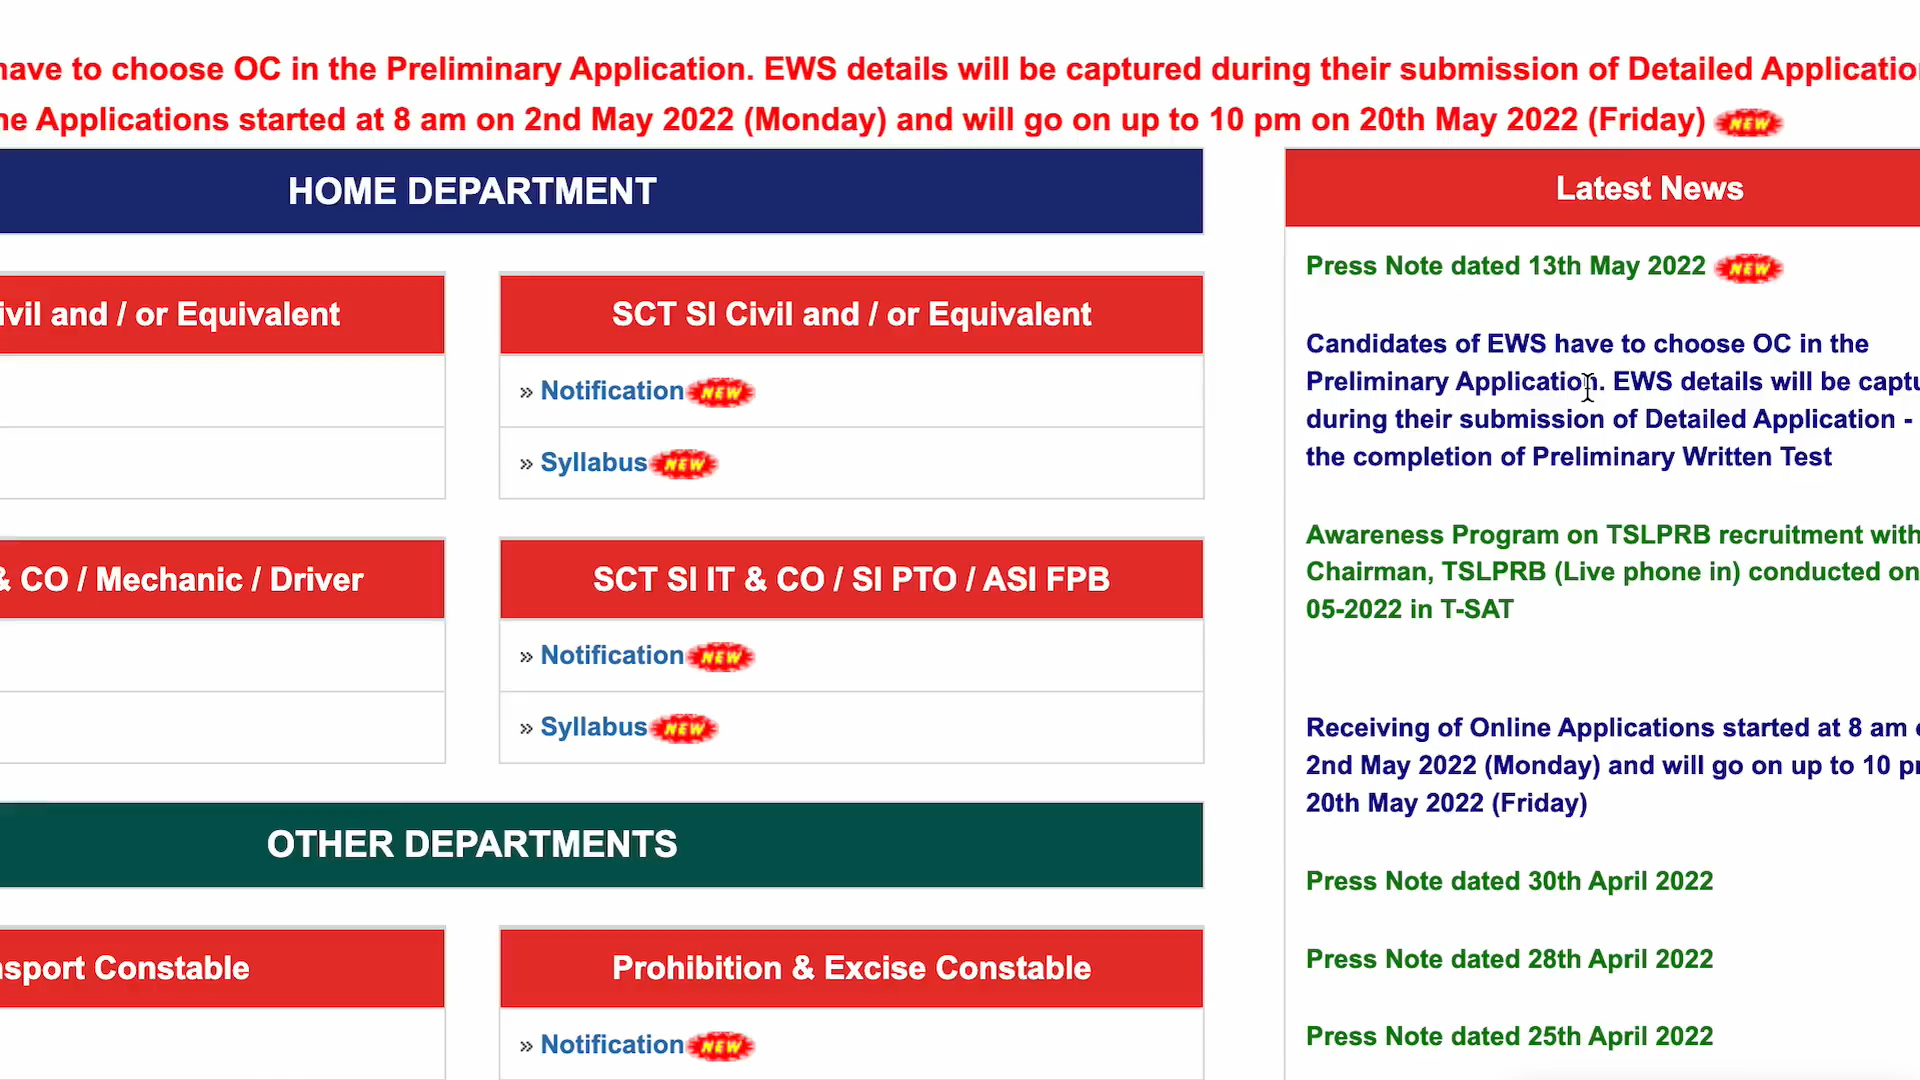 have to choose OC in the Preliminary Application. EWS details will be captured during their submission of Detailed Applicatio
ne Applications started at 8 am on 2nd May 2022 (Monday) and will go on up to 10 pm on 20th May 2022 (Friday) NEW
HOME DEPARTMENT
ivil and / or Equivalent
SCT SI Civil and / or Equivalent
» Notification NEW
» Syllabus NEW
& CO / Mechanic / Driver
SCT SI IT & CO / SI PTO / ASI FPB
» Notification NEW
» Syllabus NEW
OTHER DEPARTMENTS
nsport Constable
Prohibition & Excise Constable
» Notification NEW
Latest News
Press Note dated 13th May 2022 NEW
Candidates of EWS have to choose OC in the
Preliminary Application. EWS details will be captu
during their submission of Detailed Application -
the completion of Preliminary Written Test
Awareness Program on TSLPRB recruitment with
Chairman, TSLPRB (Live phone in) conducted on
05-2022 in T-SAT
Receiving of Online Applications started at 8 am
2nd May 2022 (Monday) and will go on up to 10 p
20th May 2022 (Friday)
Press Note dated 30th April 2022
Press Note dated 28th April 2022
Press Note dated 25th April 2022